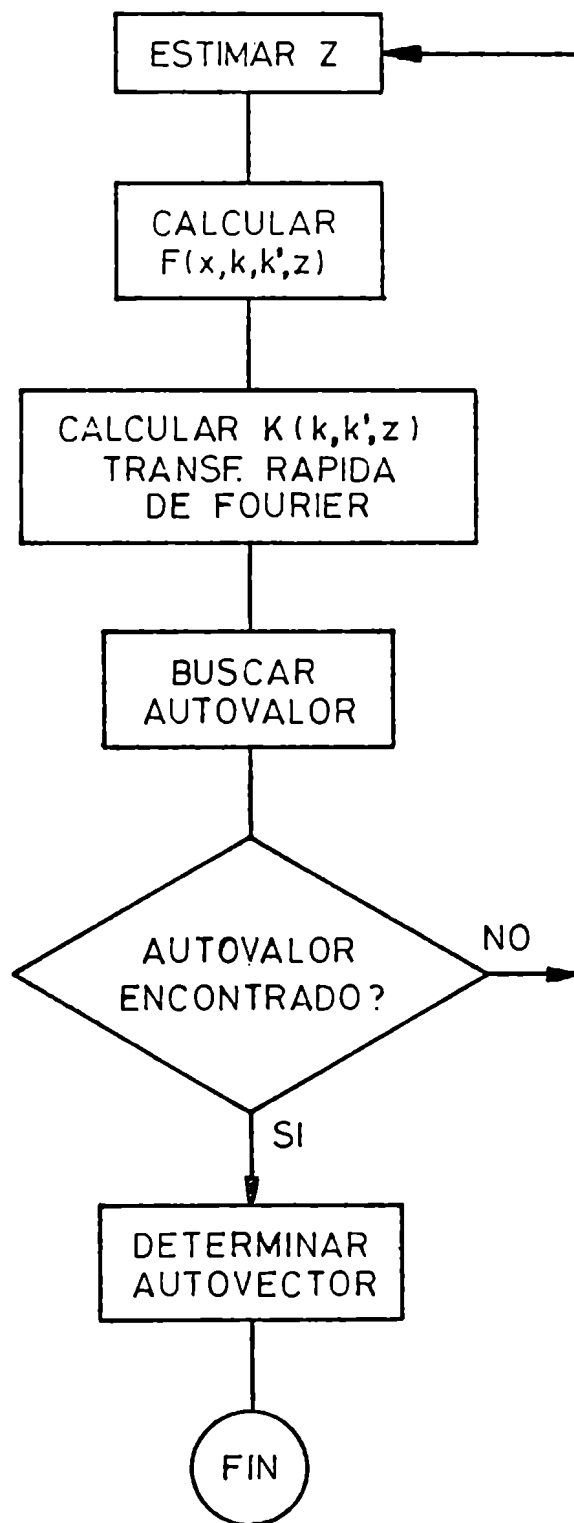 ESTIMAR Z
CALCULAR
F(x,k,k',z)
CALCULAR K(k,k',z)
TRANSF. RAPIDA
DE FOURIER
BUSCAR
AUTOVALOR
AUTOVALOR
ENCONTRADO?
NO
SI
DETERMINAR
AUTOVECTOR
FIN